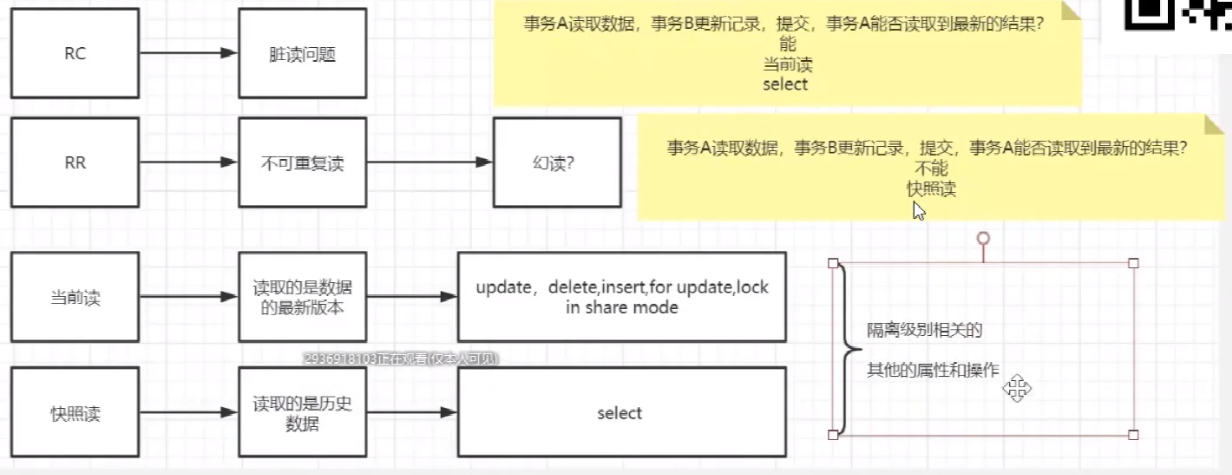 RC
脏读问题
事务A读取数据，事务B更新记录，提交，事务A能否读取到最新的结果？
能
当前读
select
RR
不可重复读
幻读？
事务A读取数据，事务B更新记录，提交，事务A能否读取到最新的结果？
不能
快照读
当前读
读取的是数据
的最新版本
update，delete,insert,for update,lock
in share mode
隔离级别相关的
其他的属性和操作
2936918103正在观看(仅本人可见)
快照读
读取的是历史
数据
select